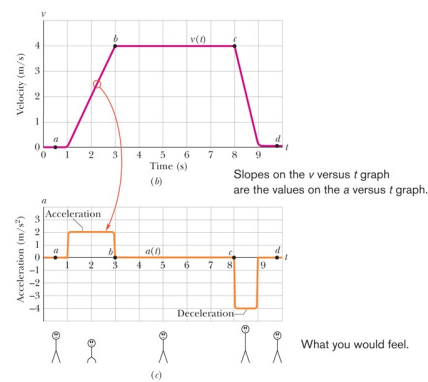 v
Velocity (m/s)
4
3
2
1
0
a
b
v(t)
c
d
0 1 2 3 4 5 6 7 8 9 t
Time (s)
(b)
Slopes on the v versus t graph
are the values on the a versus t graph.
a
Acceleration (m/s²)
3
2
1
0
−1
−2
−3
−4
Acceleration
a
b
a(t)
c
d
1 2 3 4 5 6 7 8 9 t
Deceleration
What you would feel.
(c)